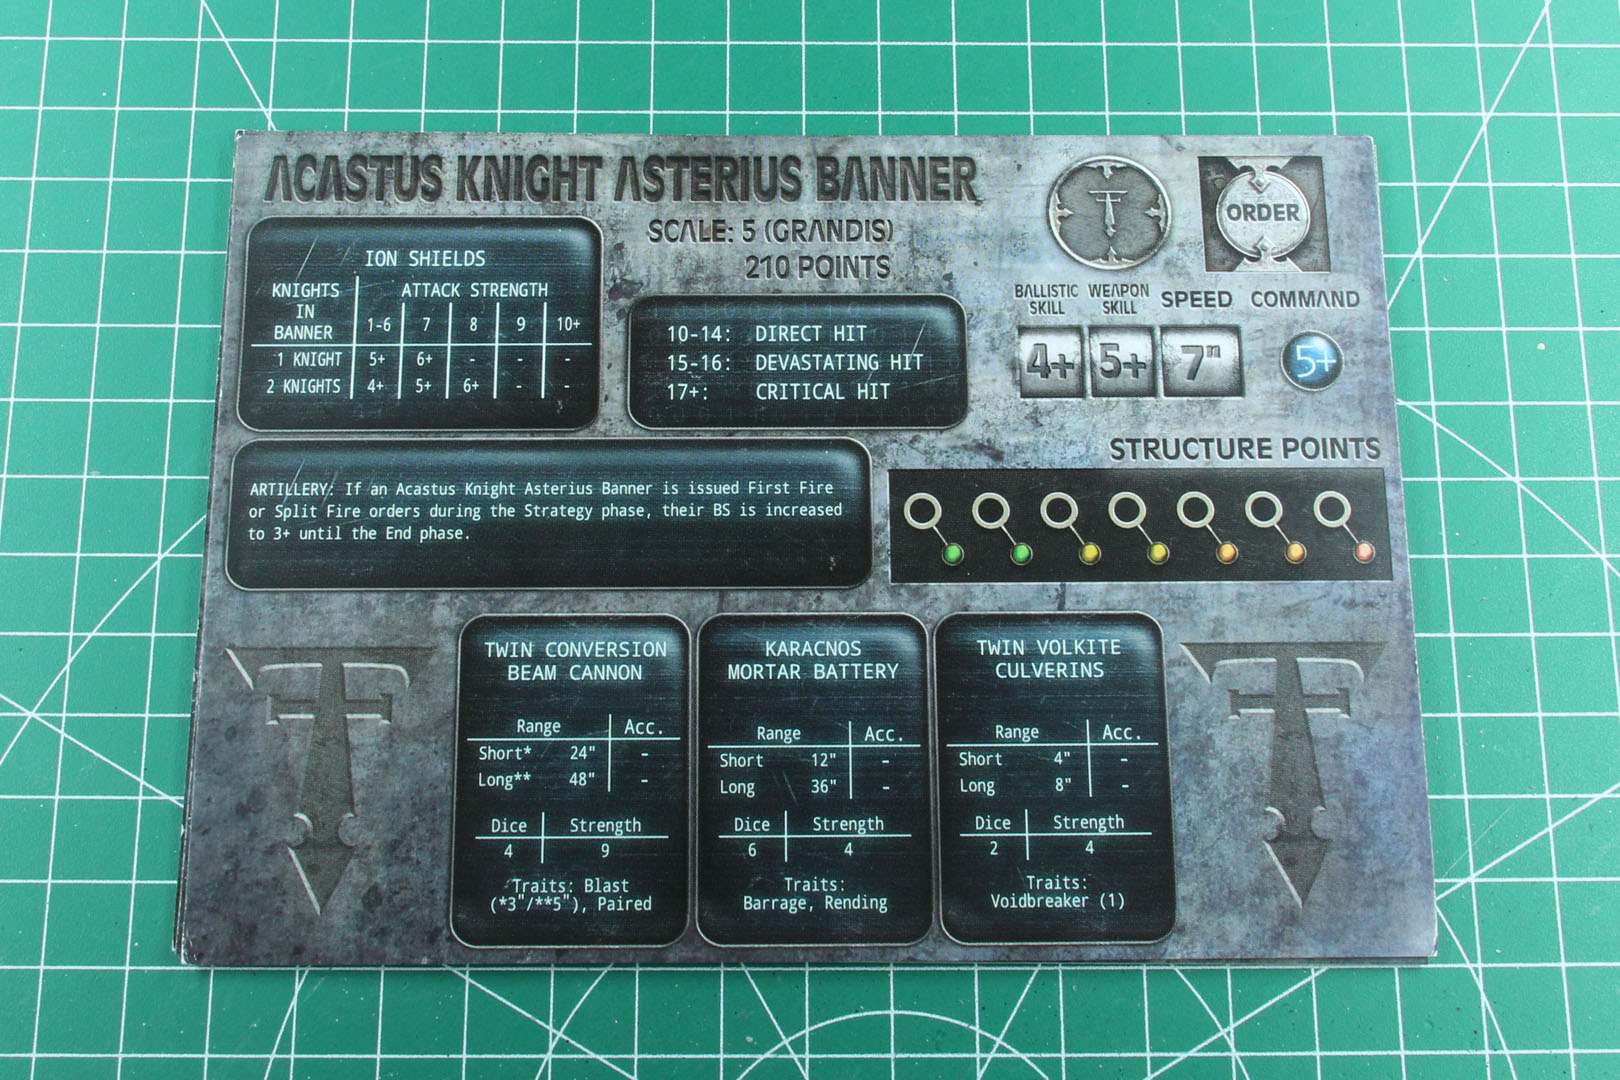 ACASTUS KNIGHT ASTERIUS BANNER
SCALE: 5 (GRANDIS)
210 POINTS
ORDER
ION SHIELDS
KNIGHTS IN BANNER ATTACK STRENGTH
1-6 7 8 9 10+
1 KNIGHT 5+ 6+ - - -
2 KNIGHTS 4+ 5+ 6+ - -
10-14: DIRECT HIT
15-16: DEVASTATING HIT
17+: CRITICAL HIT
BALLISTIC SKILL WEAPON SKILL SPEED COMMAND
4+ 5+ 7" 5+
ARTILLERY: If an Acastus Knight Asterius Banner is issued First Fire
or Split Fire orders during the Strategy phase, their BS is increased
to 3+ until the End phase.
STRUCTURE POINTS
TWIN CONVERSION
BEAM CANNON
Range Acc.
Short* 24" -
Long** 48" -
Dice Strength
4 9
Traits: Blast
(*3"/**5"), Paired
KARACNOS
MORTAR BATTERY
Range Acc.
Short 12" -
Long 36" -
Dice Strength
6 4
Traits:
Barrage, Rending
TWIN VOLKITE
CULVERINS
Range Acc.
Short 4" -
Long 8" -
Dice Strength
2 4
Traits:
Voidbreaker (1)